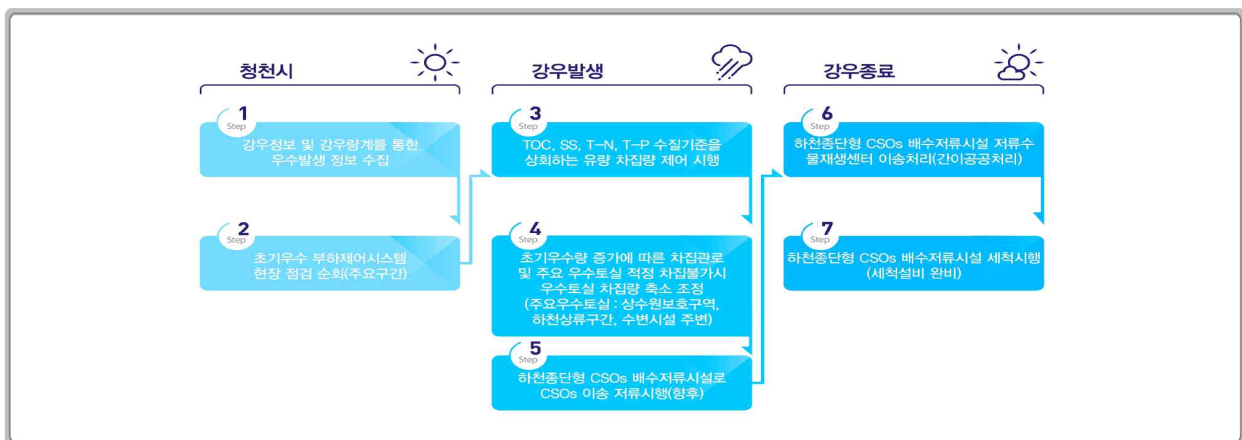 청천시
1
Step
강우정보 및 강우량계를 통한
우수발생 정보 수집
2
Step
초기우수 부하제어시스템
현장 점검 순회(주요구간)
강우발생
3
Step
TOC, SS, T-N, T-P 수질기준을
상회하는 유량 차집량 제어 시행
4
Step
초기우수량 증가에 따른 차집관로
및 주요 우수토실 적정 차집불가시
우수토실 차집량 축소 조정
(주요우수토실 : 상수원보호구역,
하천상류구간, 수변시설 주변)
5
Step
하천종단형 CSOs 배수저류시설로
CSOs 이송 저류시행(향후)
강우종료
6
Step
하천종단형 CSOs 배수저류시설 저류수
물재생센터 이송처리(간이공공처리)
7
Step
하천종단형 CSOs 배수저류시설 세척시행
(세척설비 완비)